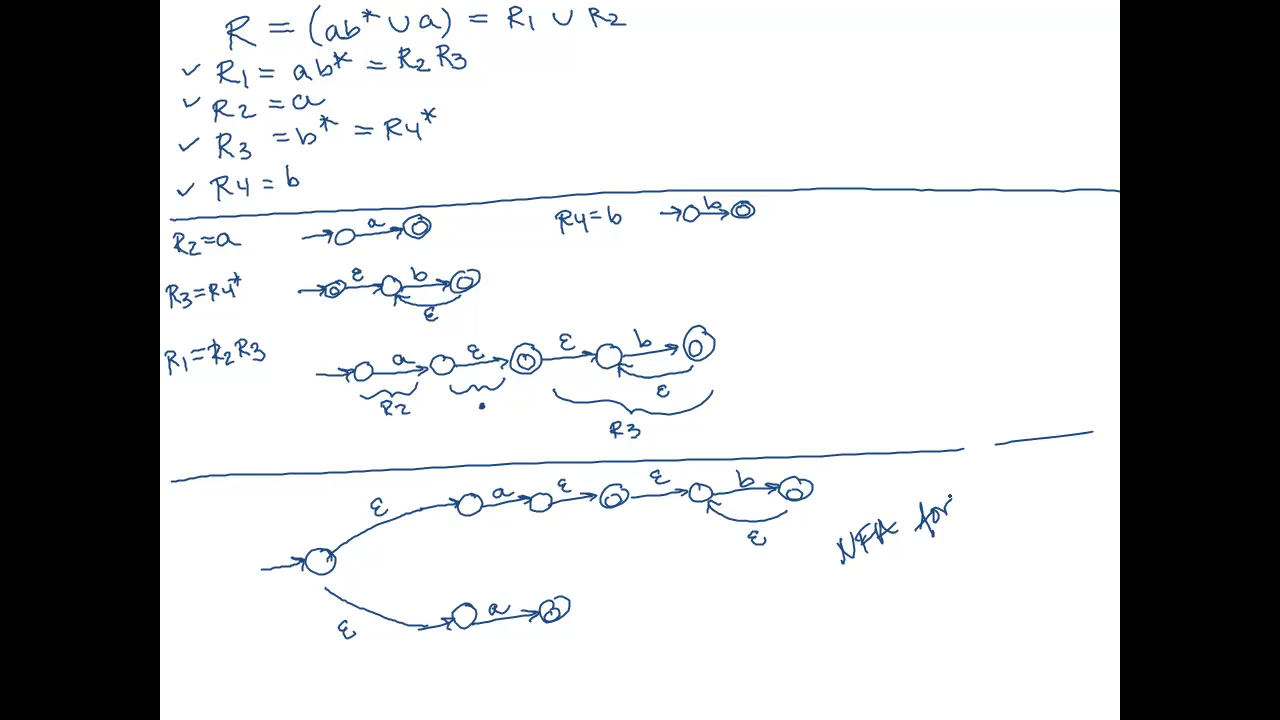 R = (ab* ∪ a) = R1 ∪ R2
✓ R1 = ab* = R2 R3
✓ R2 = a
✓ R3 = b* = R4*
✓ R4 = b
R2 = a a R4 = b b
R3 = R4* ε b ε
R1 = R2 R3 a ε ε b ε
R2 . R3
ε a ε ε b ε NFA for
ε a